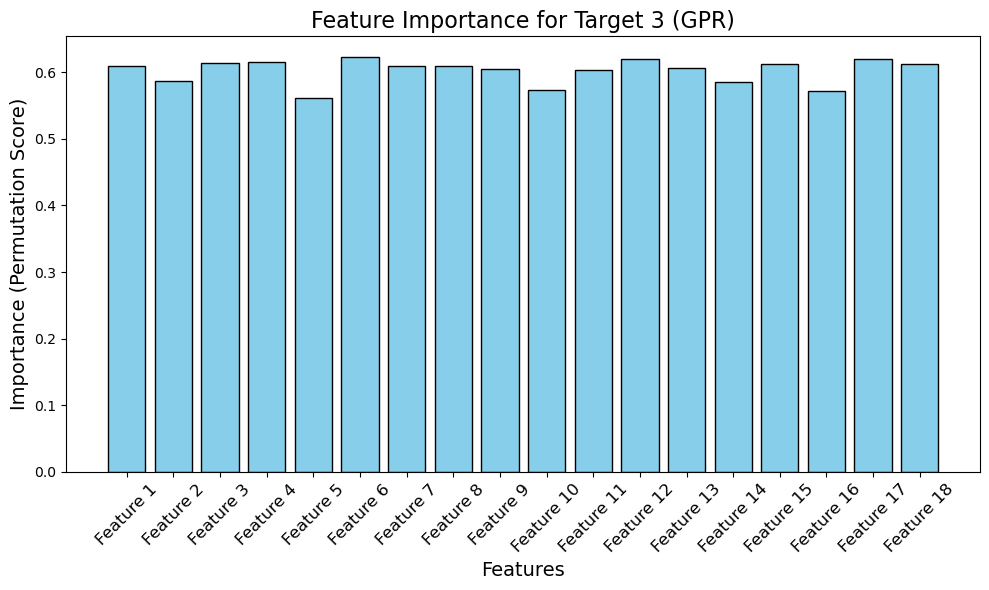 Feature Importance for Target 3 (GPR)
Importance (Permutation Score)
0.6
0.5
0.4
0.3
0.2
0.1
0.0
Feature 1
Feature 2
Feature 3
Feature 4
Feature 5
Feature 6
Feature 7
Feature 8
Feature 9
Feature 10
Feature 11
Feature 12
Feature 13
Feature 14
Feature 15
Feature 16
Feature 17
Feature 18
Features